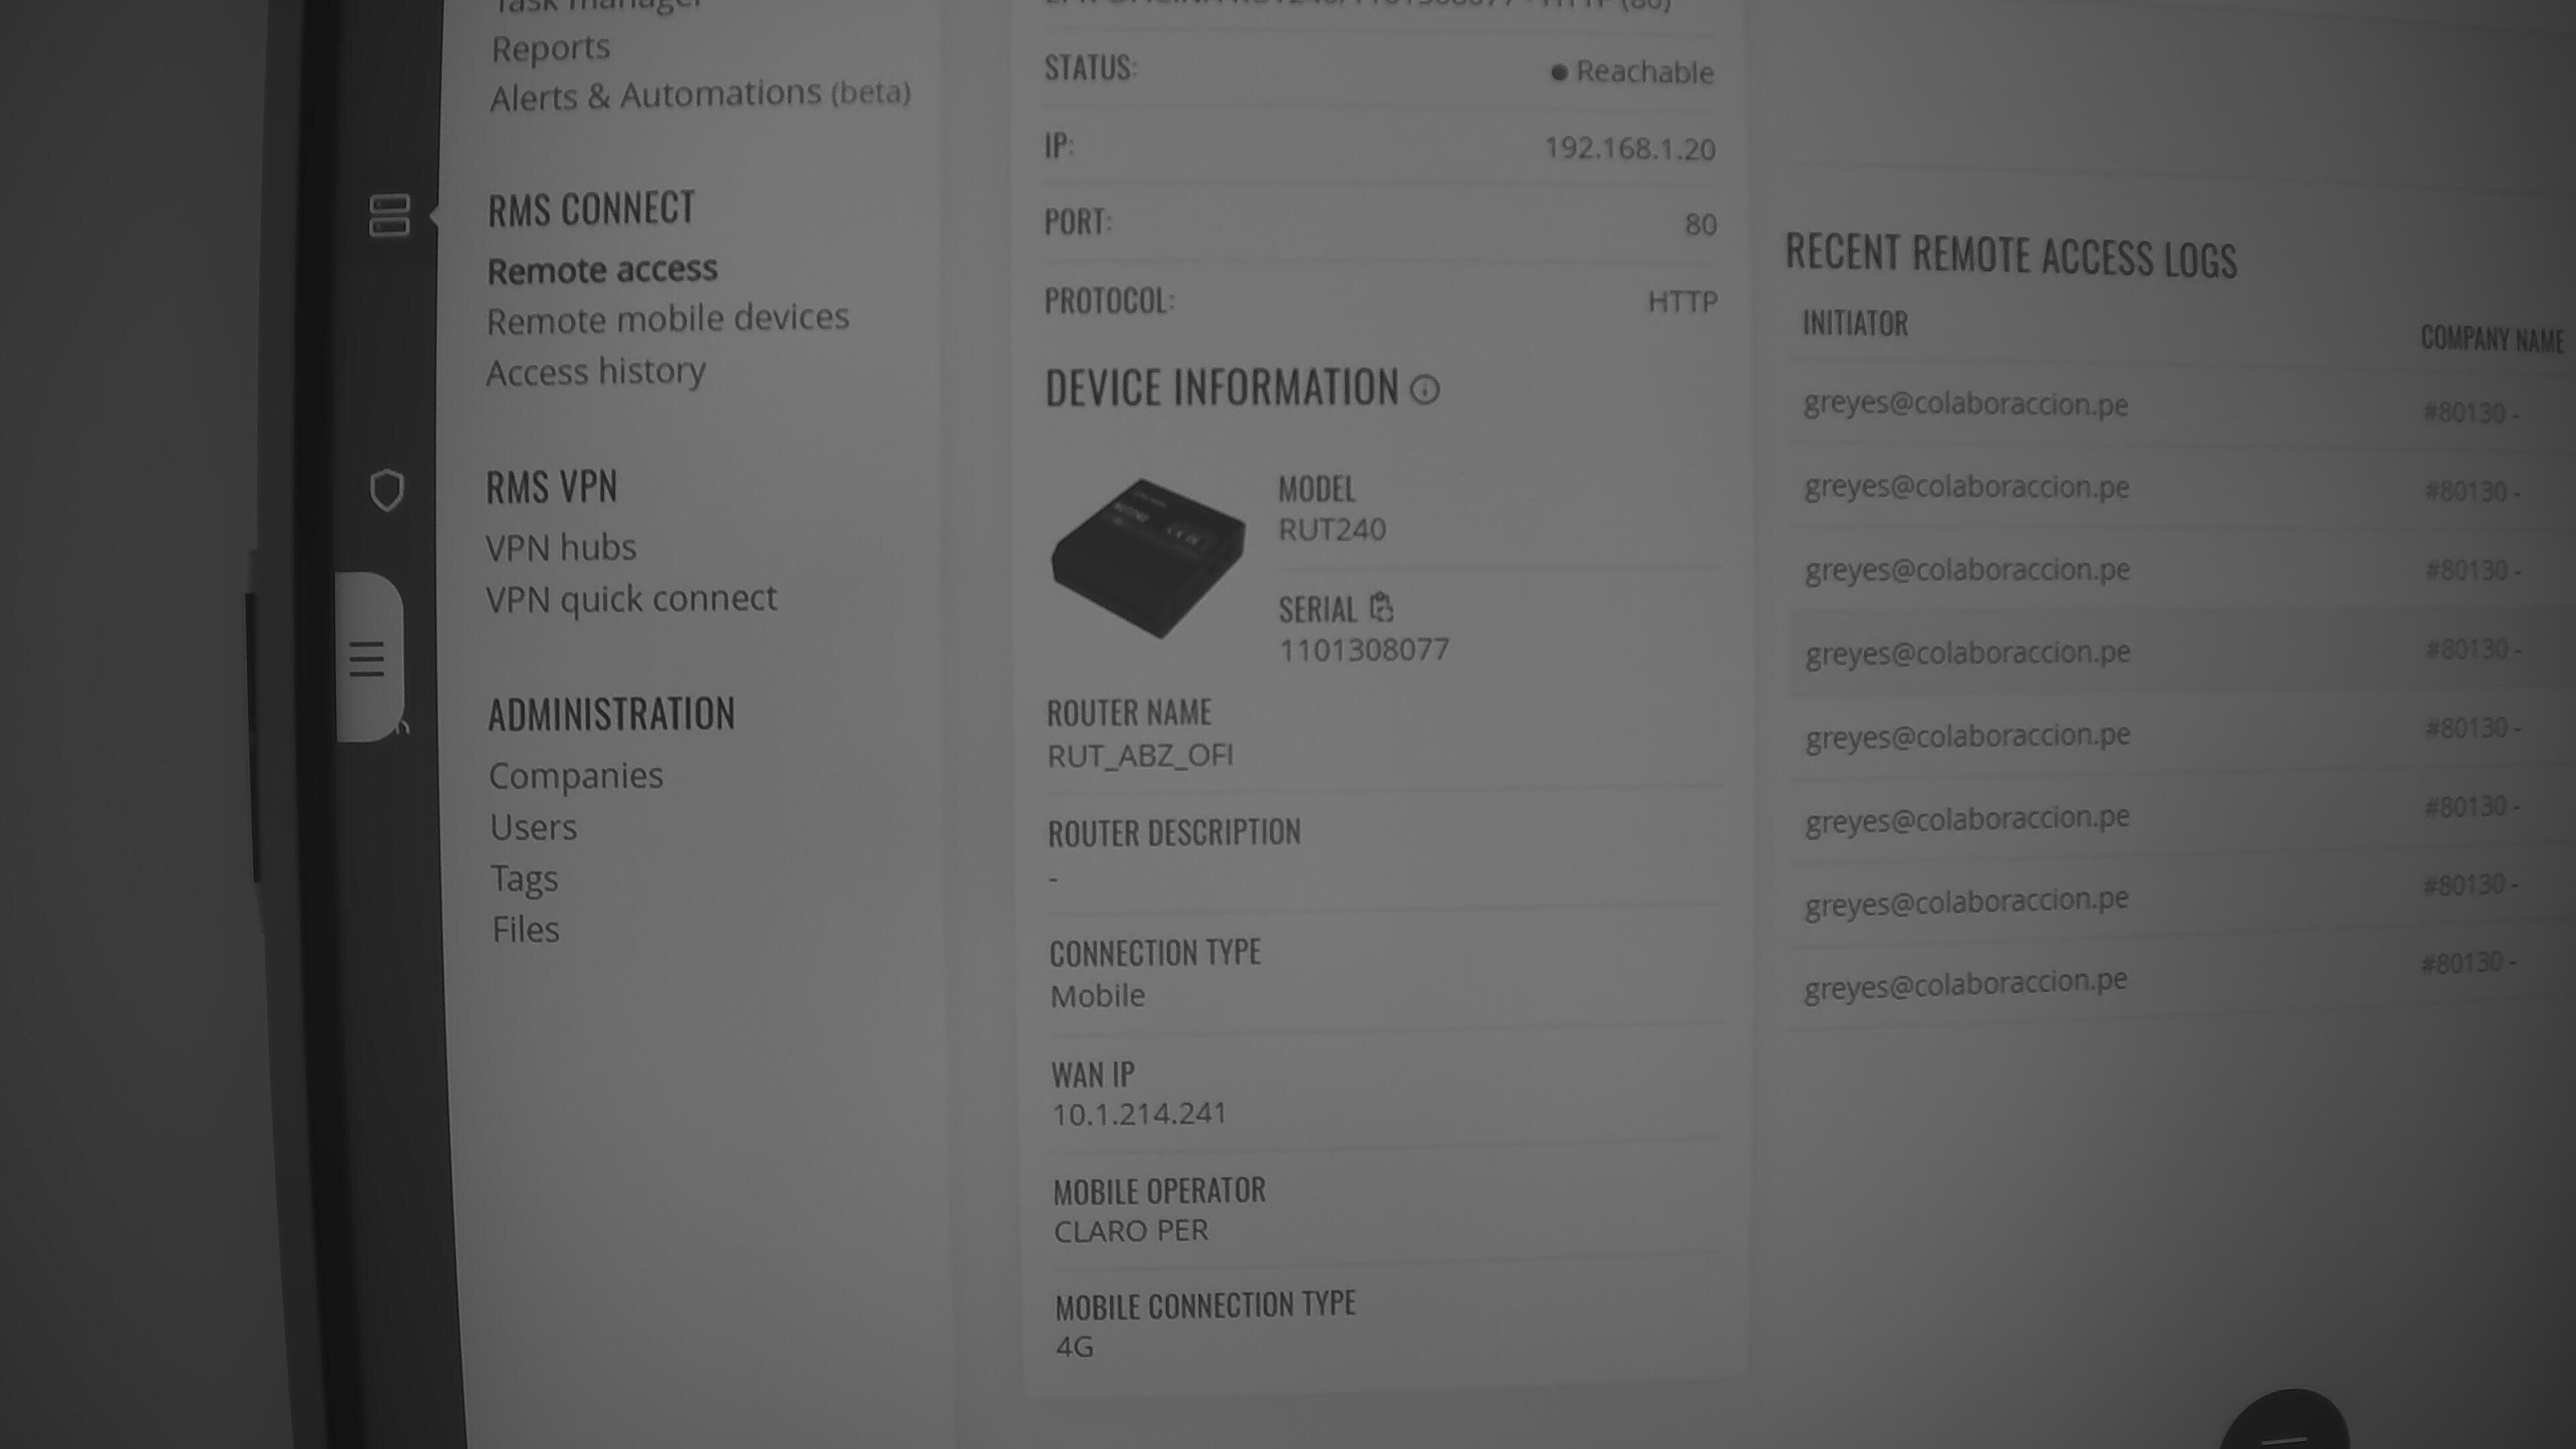 Task manager
Reports
Alerts & Automations (beta)
RMS CONNECT
Remote access
Remote mobile devices
Access history
RMS VPN
VPN hubs
VPN quick connect
ADMINISTRATION
Companies
Users
Tags
Files
STATUS: Reachable
IP: 192.168.1.20
PORT: 80
PROTOCOL: HTTP
DEVICE INFORMATION
MODEL
RUT240
SERIAL
1101308077
ROUTER NAME
RUT_ABZ_OFI
ROUTER DESCRIPTION
-
CONNECTION TYPE
Mobile
WAN IP
10.1.214.241
MOBILE OPERATOR
CLARO PER
MOBILE CONNECTION TYPE
4G
RECENT REMOTE ACCESS LOGS
INITIATOR COMPANY NAME
greyes@colaboraccion.pe #80130 -
greyes@colaboraccion.pe #80130 -
greyes@colaboraccion.pe #80130 -
greyes@colaboraccion.pe #80130 -
greyes@colaboraccion.pe #80130 -
greyes@colaboraccion.pe #80130 -
greyes@colaboraccion.pe #80130 -
greyes@colaboraccion.pe #80130 -